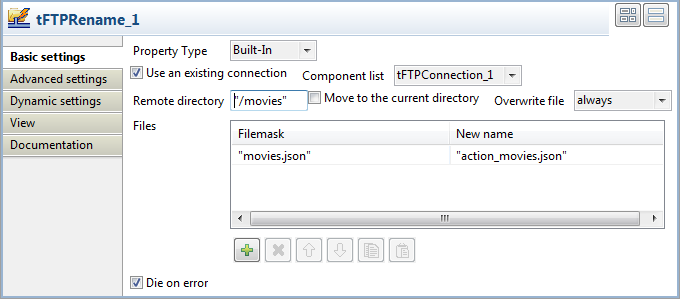 tFTPRename_1
Basic settings
Advanced settings
Dynamic settings
View
Documentation
Property Type Built-In
Use an existing connection Component list tFTPConnection_1
Remote directory "/movies" Move to the current directory Overwrite file always
Files
Filemask New name
"movies.json" "action_movies.json"
Die on error